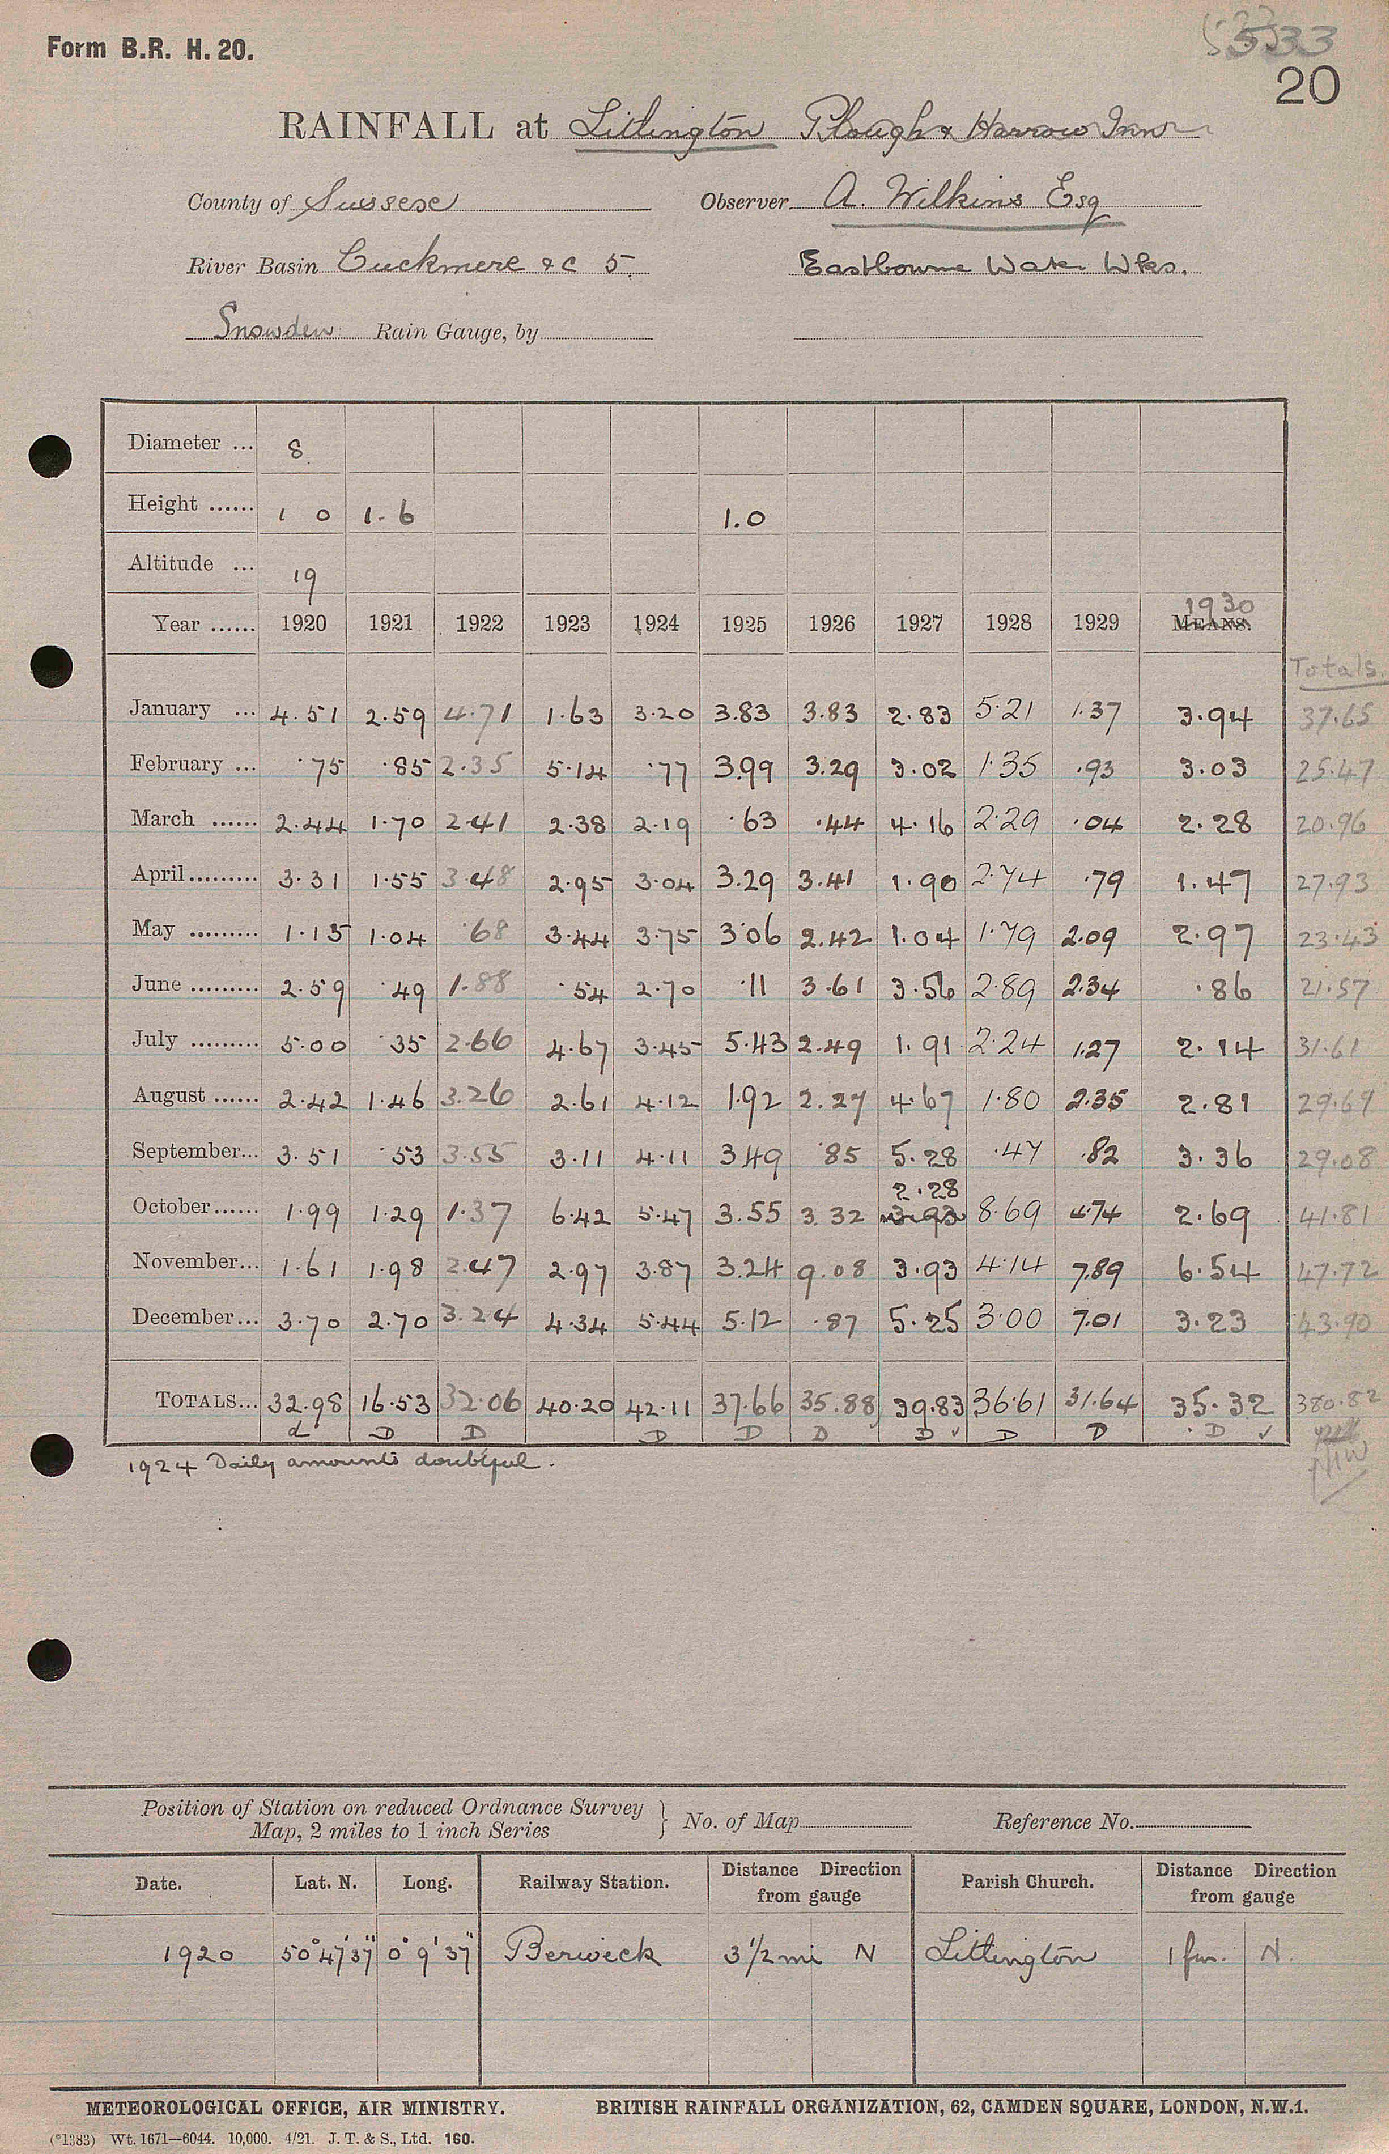 Form B.R. H. 20.
5533
20
RAINFALL at Litlington Plough & Harrow Inn
County of Sussex Observer A. Wilkins Esq
River Basin Cuckmere &c 5. Eastbourne Water Wks.
Snowden Rain Gauge, by
Diameter ... 8
Height ...... 1 0 1.6 1.0
Altitude ... 19
1930
Year ...... 1920 1921 1922 1923 1924 1925 1926 1927 1928 1929 MEANS.
Totals.
January ... 4.51 2.59 4.71 1.63 3.20 3.83 3.83 2.83 5.21 1.37 3.94 37.65
February ... .75 .85 2.35 5.14 .77 3.99 3.29 3.02 1.35 .93 3.03 25.47
March ...... 2.44 1.70 2.41 2.38 2.19 .63 .44 4.16 2.29 .04 2.28 20.96
April ......... 3.31 1.55 3.48 2.95 3.04 3.29 3.41 1.90 2.74 .79 1.47 27.93
May ......... 1.15 1.04 .68 3.44 3.75 3.06 2.42 1.04 1.79 2.09 2.97 23.43
June ......... 2.59 .49 1.88 .54 2.70 .11 3.61 3.56 2.89 2.34 .86 21.57
July ......... 5.00 .35 2.66 4.67 3.45 5.43 2.49 1.91 2.24 1.27 2.14 31.61
August ...... 2.42 1.46 3.26 2.61 4.12 1.92 2.27 4.67 1.80 2.35 2.81 29.69
September... 3.51 .53 3.55 3.11 4.11 3.49 .85 5.28 .47 .82 3.36 29.08
2.28
October...... 1.99 1.29 1.37 6.42 5.47 3.55 3.32 3.93 8.69 4.74 2.69 41.81
November... 1.61 1.98 2.47 2.97 3.87 3.24 9.08 3.93 4.14 7.89 6.54 47.72
December... 3.70 2.70 3.24 4.34 5.44 5.12 .87 5.25 3.00 7.01 3.23 43.90
TOTALS... 32.98 16.53 32.06 40.20 42.11 37.66 35.88 39.83 36.61 31.64 35.32 380.82
d D D D D D D ✓ D D D ✓
1924 Daily amounts doubtful.
Position of Station on reduced Ordnance Survey } No. of Map Reference No.
Map, 2 miles to 1 inch Series
Date. Lat. N. Long. Railway Station. Distance Direction from gauge Parish Church. Distance Direction from gauge
1920 50° 47' 37" 0° 9' 37" Berwick 3 1/2 mi N Litlington 1 fur. N.
METEOROLOGICAL OFFICE, AIR MINISTRY. BRITISH RAINFALL ORGANIZATION, 62, CAMDEN SQUARE, LONDON, N.W.1.
(*1383) Wt. 1671—6044. 10,000. 4/21. J. T. & S., Ltd. 160.